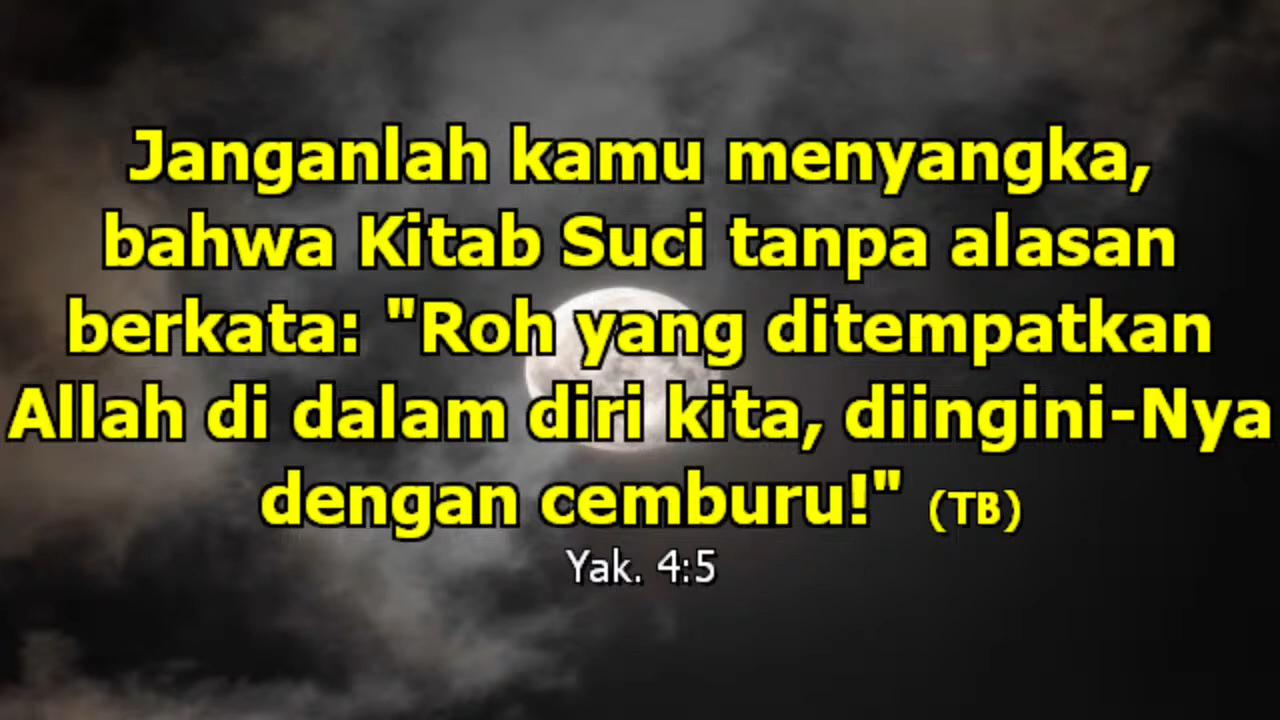 Janganlah kamu menyangka,
bahwa Kitab Suci tanpa alasan
berkata: "Roh yang ditempatkan
Allah di dalam diri kita, diingini-Nya
dengan cemburu!" (TB)
Yak. 4:5